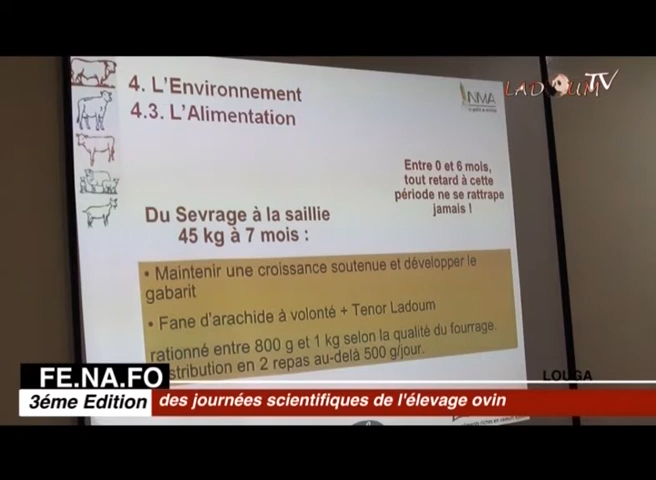 4. L'Environnement
4.3. L'Alimentation
NMA
LADOUM TV
Entre 0 et 6 mois,
tout retard à cette
période ne se rattrape
jamais !
Du Sevrage à la saillie
45 kg à 7 mois :
• Maintenir une croissance soutenue et développer le
gabarit
• Fane d'arachide à volonté + Tenor Ladoum
rationné entre 800 g et 1 kg selon la qualité du fourrage.
stribution en 2 repas au-delà 500 g/jour.
FE.NA.FO
LOUGA
3éme Edition
des journées scientifiques de l'élevage ovin